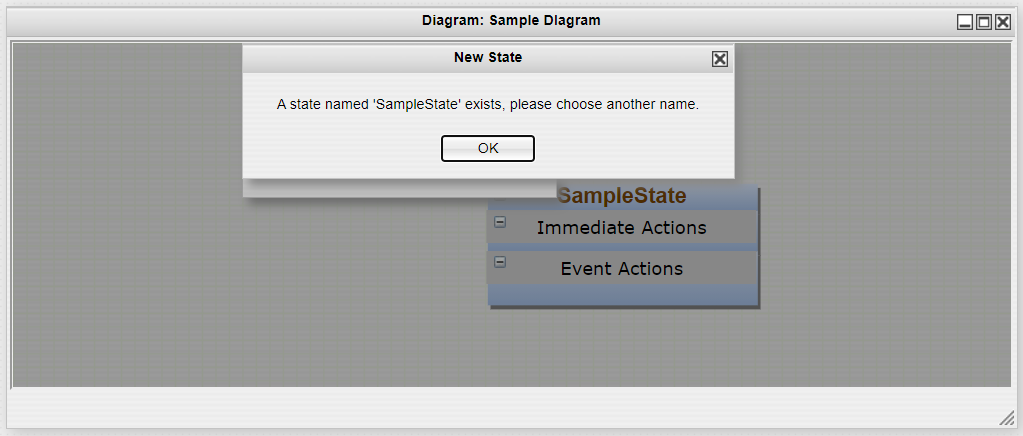 Diagram: Sample Diagram
New State
A state named 'SampleState' exists, please choose another name.
OK
SampleState
Immediate Actions
Event Actions